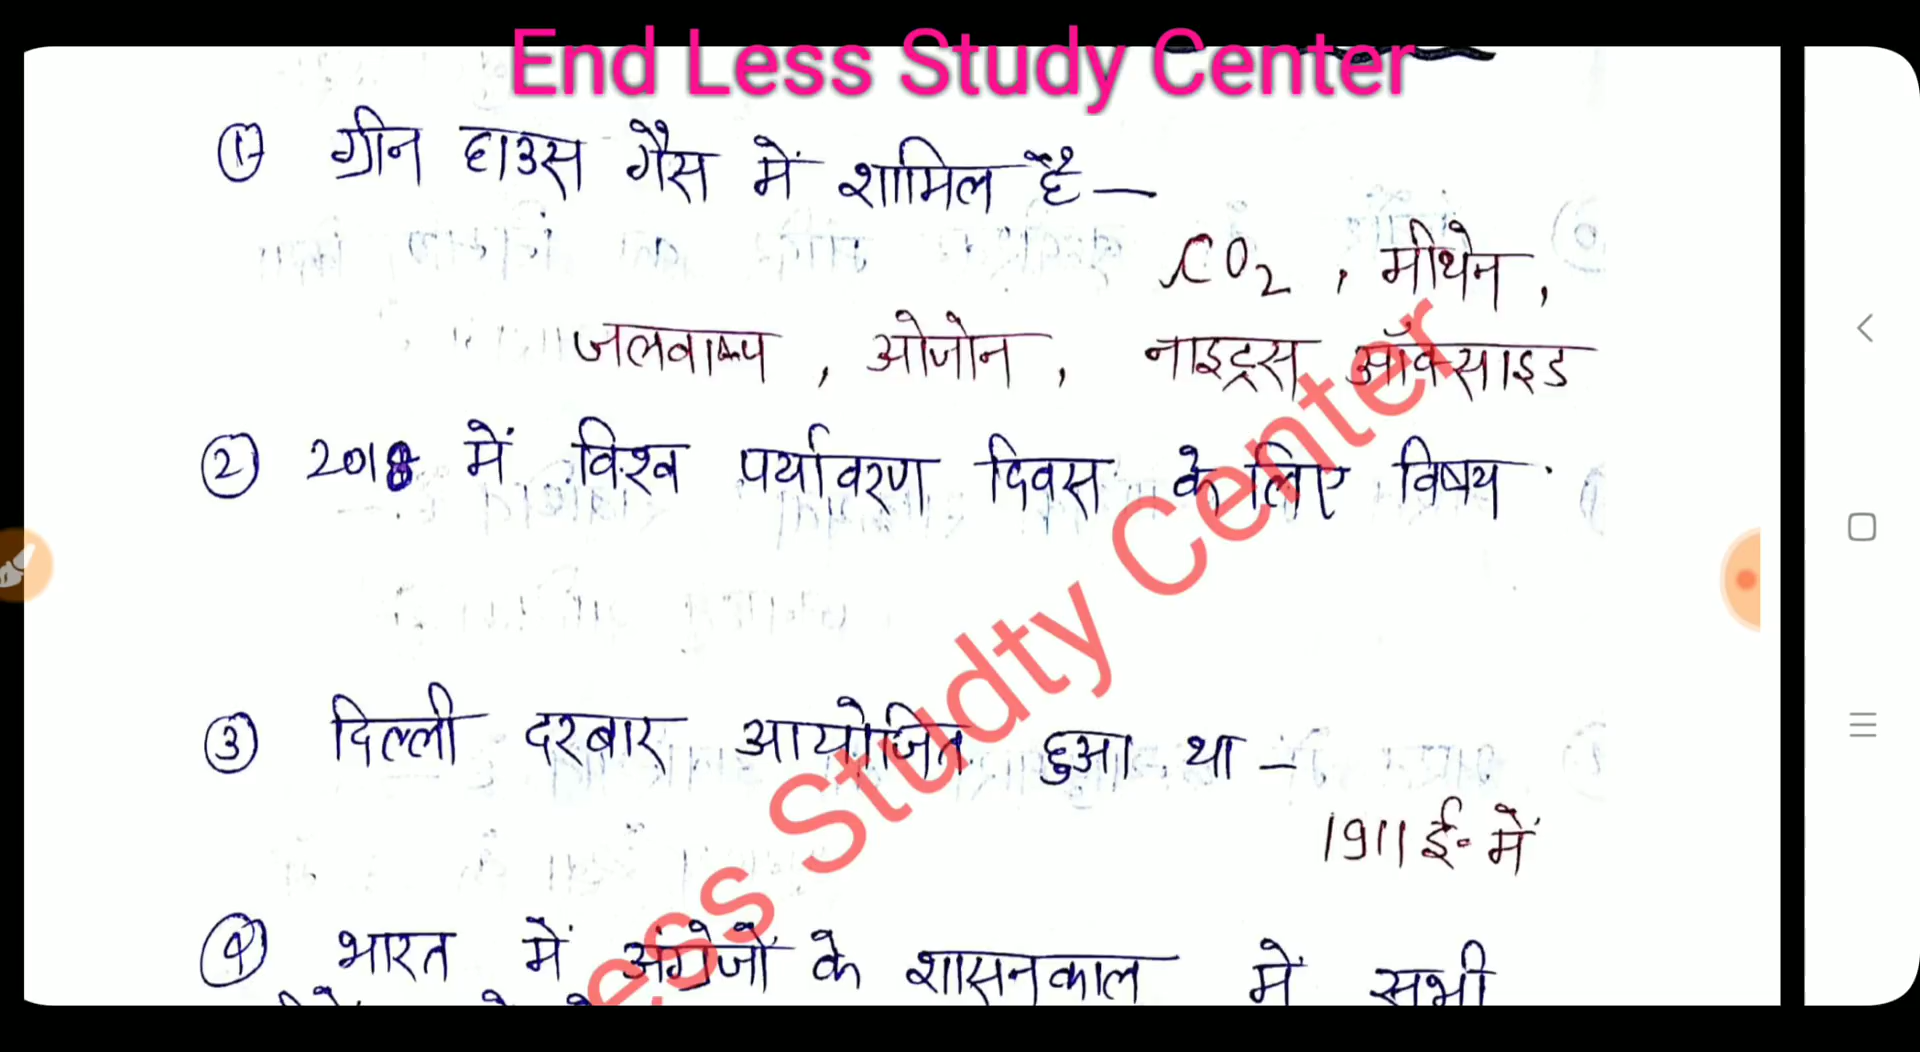 End Less Study Center
① ग्रीन हाउस गैस में शामिल है —
CO2 , मीथेन ,
जलवाष्प , ओजोन , नाइट्रस ऑक्साइड
② 2018 में विश्व पर्यावरण दिवस के लिए विषय
③ दिल्ली दरबार आयोजित हुआ था —
1911 ई॰ में
④ भारत में अंग्रेजों के शासनकाल में सभी
ess Studty Center